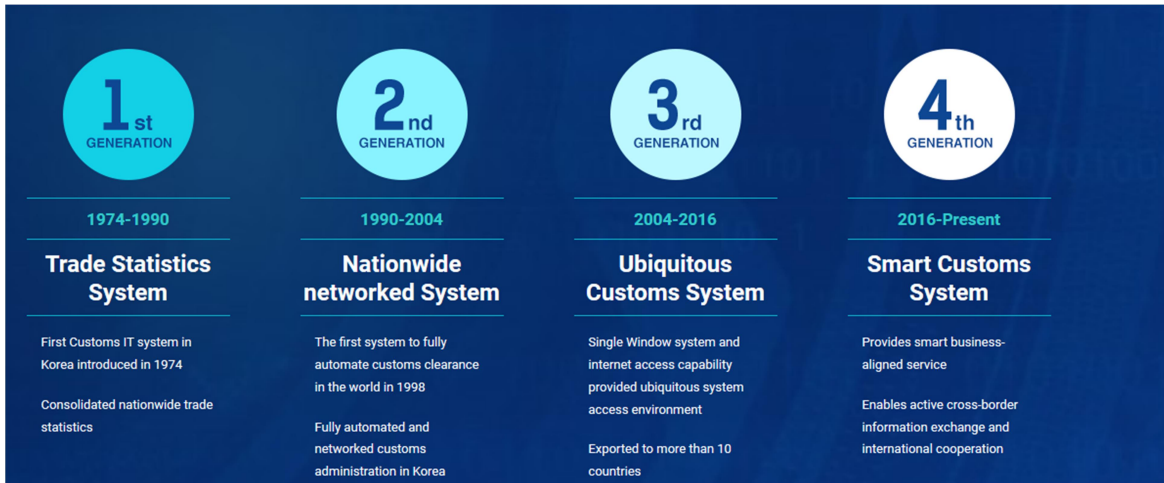 1st
GENERATION
1974-1990
Trade Statistics
System
First Customs IT system in
Korea introduced in 1974
Consolidated nationwide trade
statistics
2nd
GENERATION
1990-2004
Nationwide
networked System
The first system to fully
automate customs clearance
in the world in 1998
Fully automated and
networked customs
administration in Korea
3rd
GENERATION
2004-2016
Ubiquitous
Customs System
Single Window system and
internet access capability
provided ubiquitous system
access environment
Exported to more than 10
countries
4th
GENERATION
2016-Present
Smart Customs
System
Provides smart business-
aligned service
Enables active cross-border
information exchange and
international cooperation